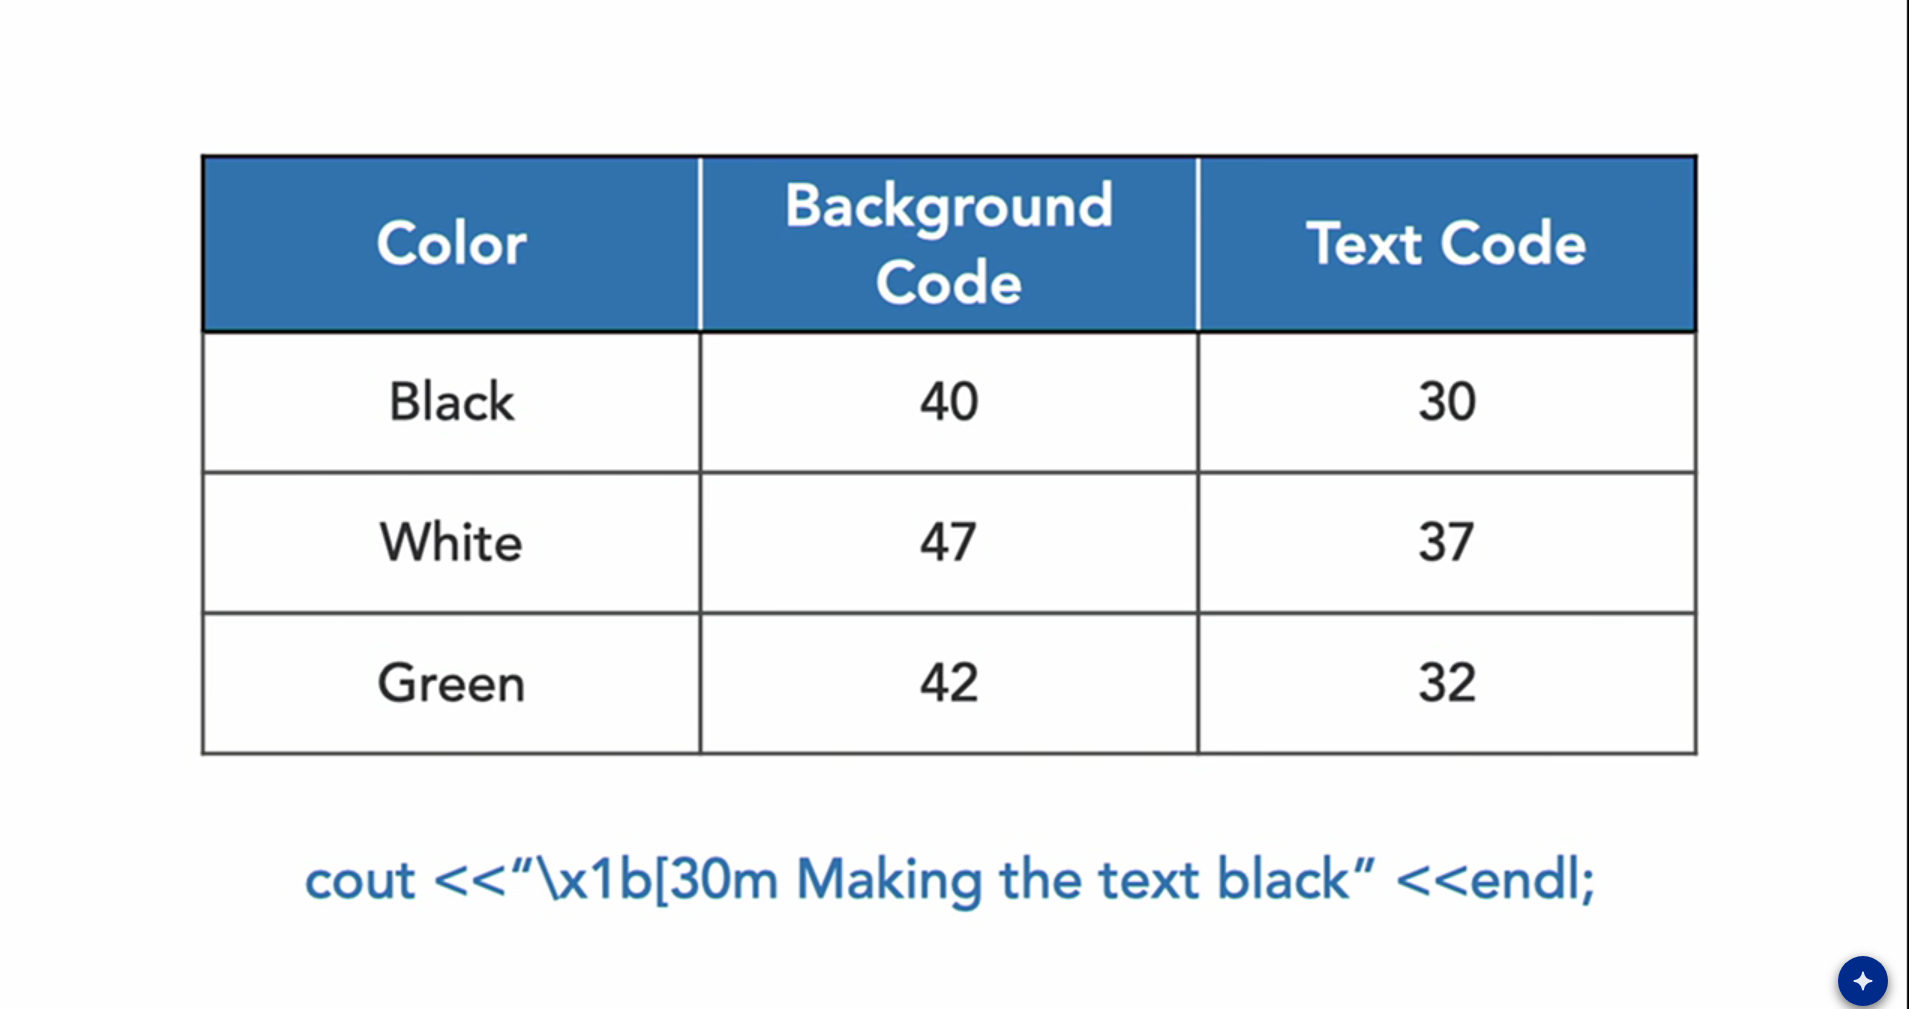 Color
Background
Code
Text Code
Black
40
30
White
47
37
Green
42
32
cout <<“\x1b[30m Making the text black” <<endl;